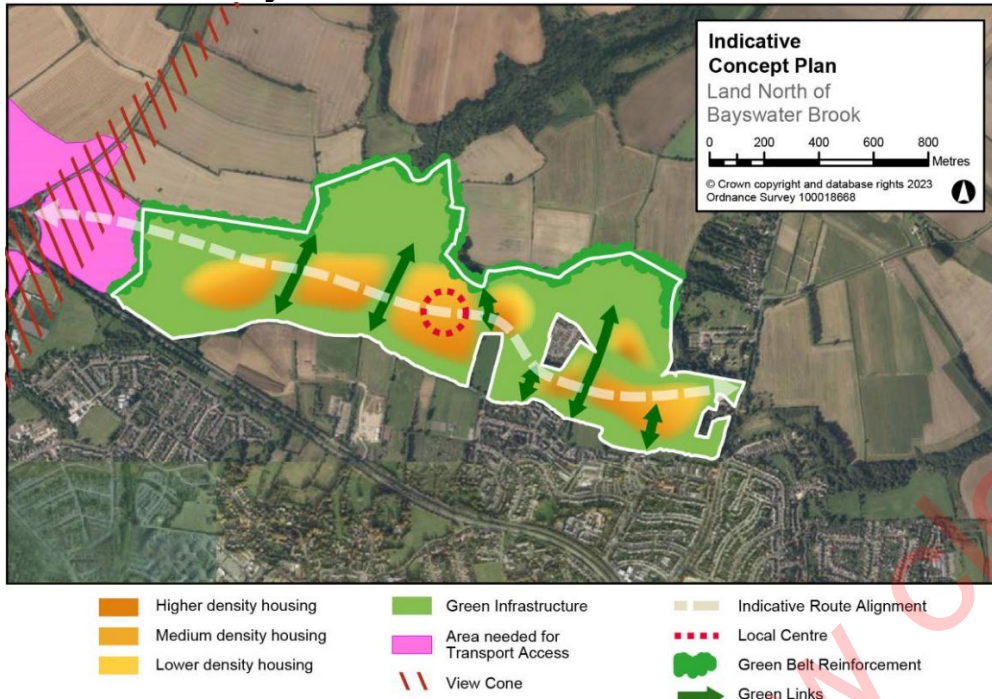 Indicative
Concept Plan
Land North of
Bayswater Brook
0 200 400 600 800
Metres
© Crown copyright and database rights 2023
Ordnance Survey 100018668
Higher density housing
Medium density housing
Lower density housing
Green Infrastructure
Area needed for
Transport Access
View Cone
Indicative Route Alignment
Local Centre
Green Belt Reinforcement
Green Links